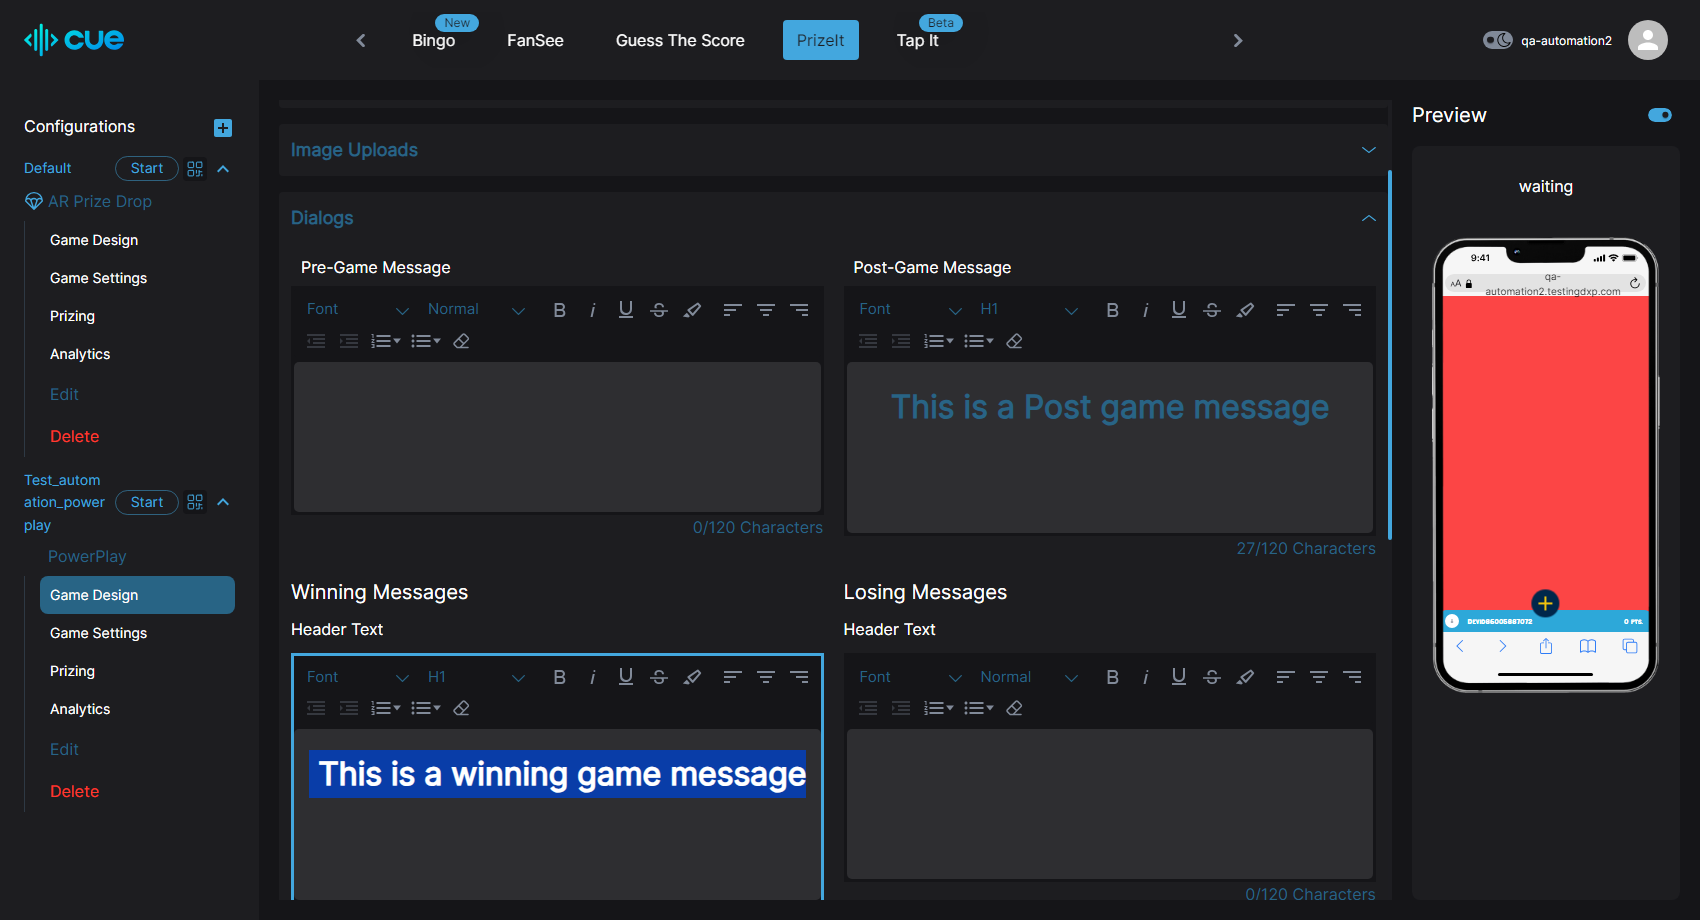 cue
Bingo
New
FanSee
Guess The Score
PrizeIt
Tap It
Beta
qa-automation2
Configurations
Default
Start
AR Prize Drop
Game Design
Game Settings
Prizing
Analytics
Edit
Delete
Test_autom
ation_power
play
Start
PowerPlay
Game Design
Game Settings
Prizing
Analytics
Edit
Delete
Image Uploads
Dialogs
Pre-Game Message
Font Normal B i U S
0/120 Characters
Post-Game Message
Font H1 B i U S
This is a Post game message
27/120 Characters
Winning Messages
Header Text
Font H1 B i U S
This is a winning game message
Losing Messages
Header Text
Font Normal B i U S
0/120 Characters
Preview
waiting
9:41
AA
qa-
automation2.testingdxp.com
0 PTS.